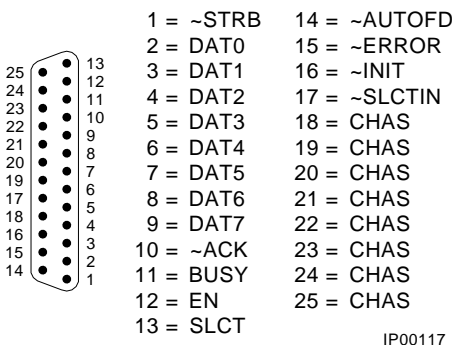 25
24
23
22
21
20
19
17
18
16
15
14
13
12
11
10
9
8
7
6
5
4
3
2
1
1 = ~STRB
2 = DAT0
3 = DAT1
4 = DAT2
5 = DAT3
6 = DAT4
7 = DAT5
8 = DAT6
9 = DAT7
10 = ~ACK
11 = BUSY
12 = EN
13 = SLCT
14 = ~AUTOFD
15 = ~ERROR
16 = ~INIT
17 = ~SLCTIN
18 = CHAS
19 = CHAS
20 = CHAS
21 = CHAS
22 = CHAS
23 = CHAS
24 = CHAS
25 = CHAS
IP00117